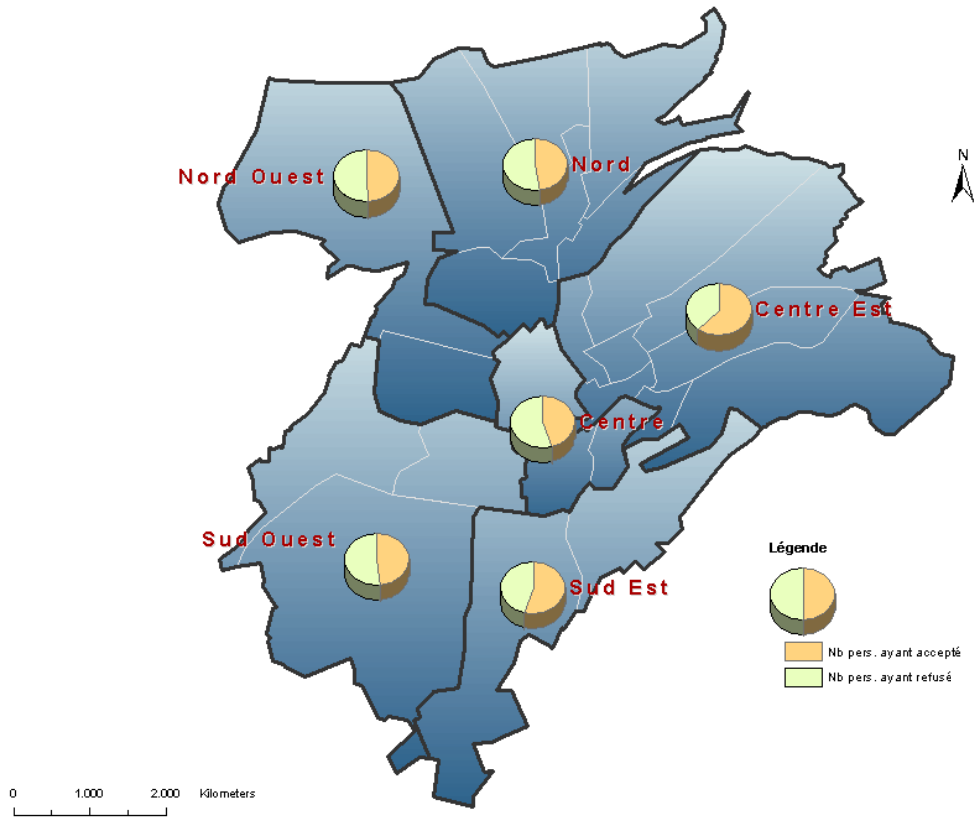 N
Nord Ouest
Nord
Centre Est
Centre
Sud Ouest
Sud Est
Légende
Nb pers. ayant accepté
Nb pers. ayant refusé
0 1.000 2.000 Kilometers